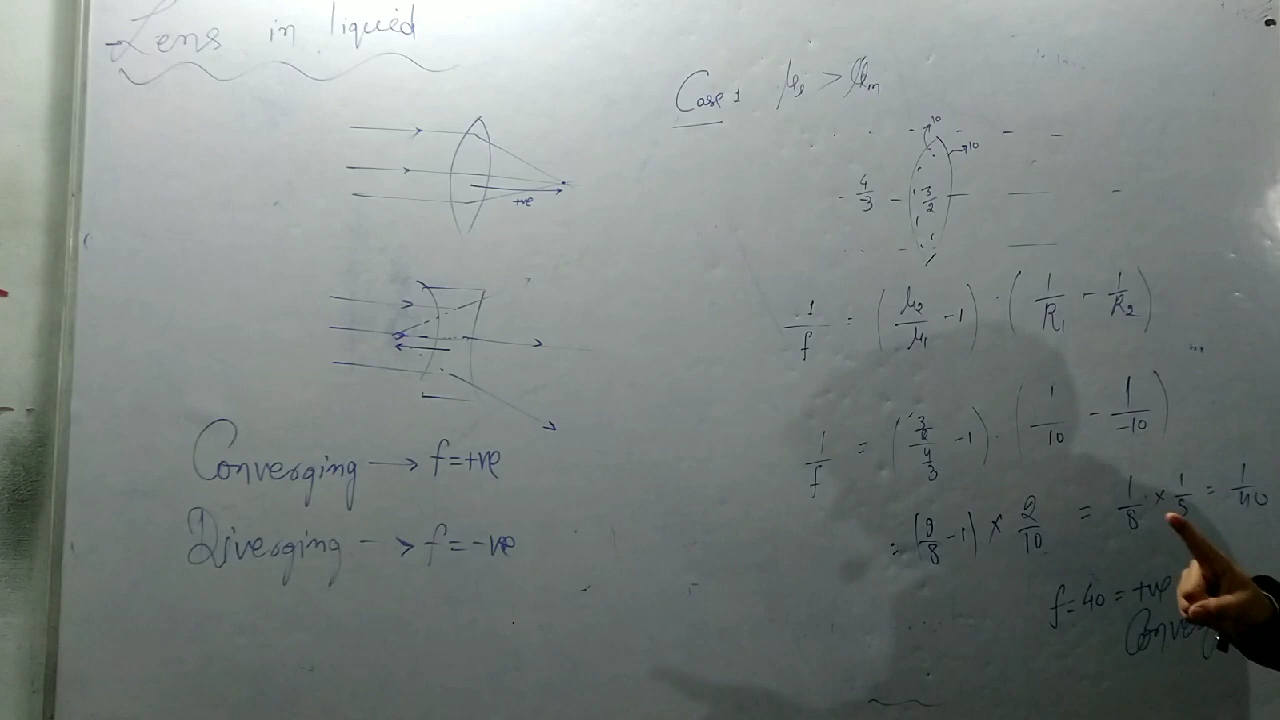 Lens in liquid
+ve
Converging → f=+ve
Diverging → f=-ve
Case 1 μ_l > μ_m
10
10
4/3 3/2
1/f = (μ₂/μ₁ - 1) · (1/R₁ - 1/R₂)
1/f = (3/2/4/3 - 1) · (1/10 - 1/-10)
= (9/8 - 1) × 2/10 = 1/8 × 1/5 = 1/40
f=40=+ve